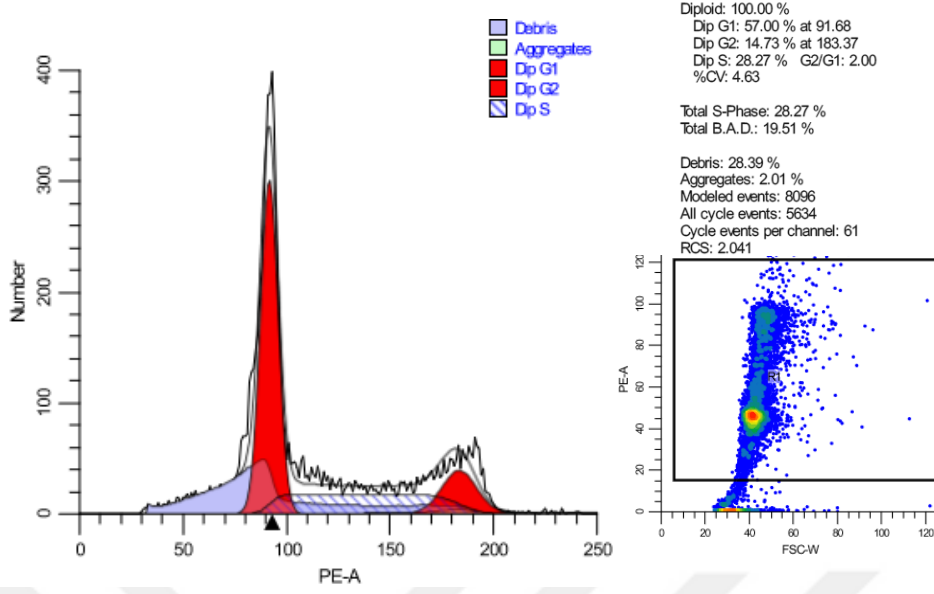 Debris
Aggregates
Dip G1
Dip G2
Dip S
400
300
200
100
0
Number
0 50 100 150 200 250
PE-A
Diploid: 100.00 %
Dip G1: 57.00 % at 91.68
Dip G2: 14.73 % at 183.37
Dip S: 28.27 % G2/G1: 2.00
%CV: 4.63
Total S-Phase: 28.27 %
Total B.A.D.: 19.51 %
Debris: 28.39 %
Aggregates: 2.01 %
Modeled events: 8096
All cycle events: 5634
Cycle events per channel: 61
RCS: 2.041
120
100
80
60
40
20
0
PE-A
R1
0 20 40 60 80 100 120
FSC-W